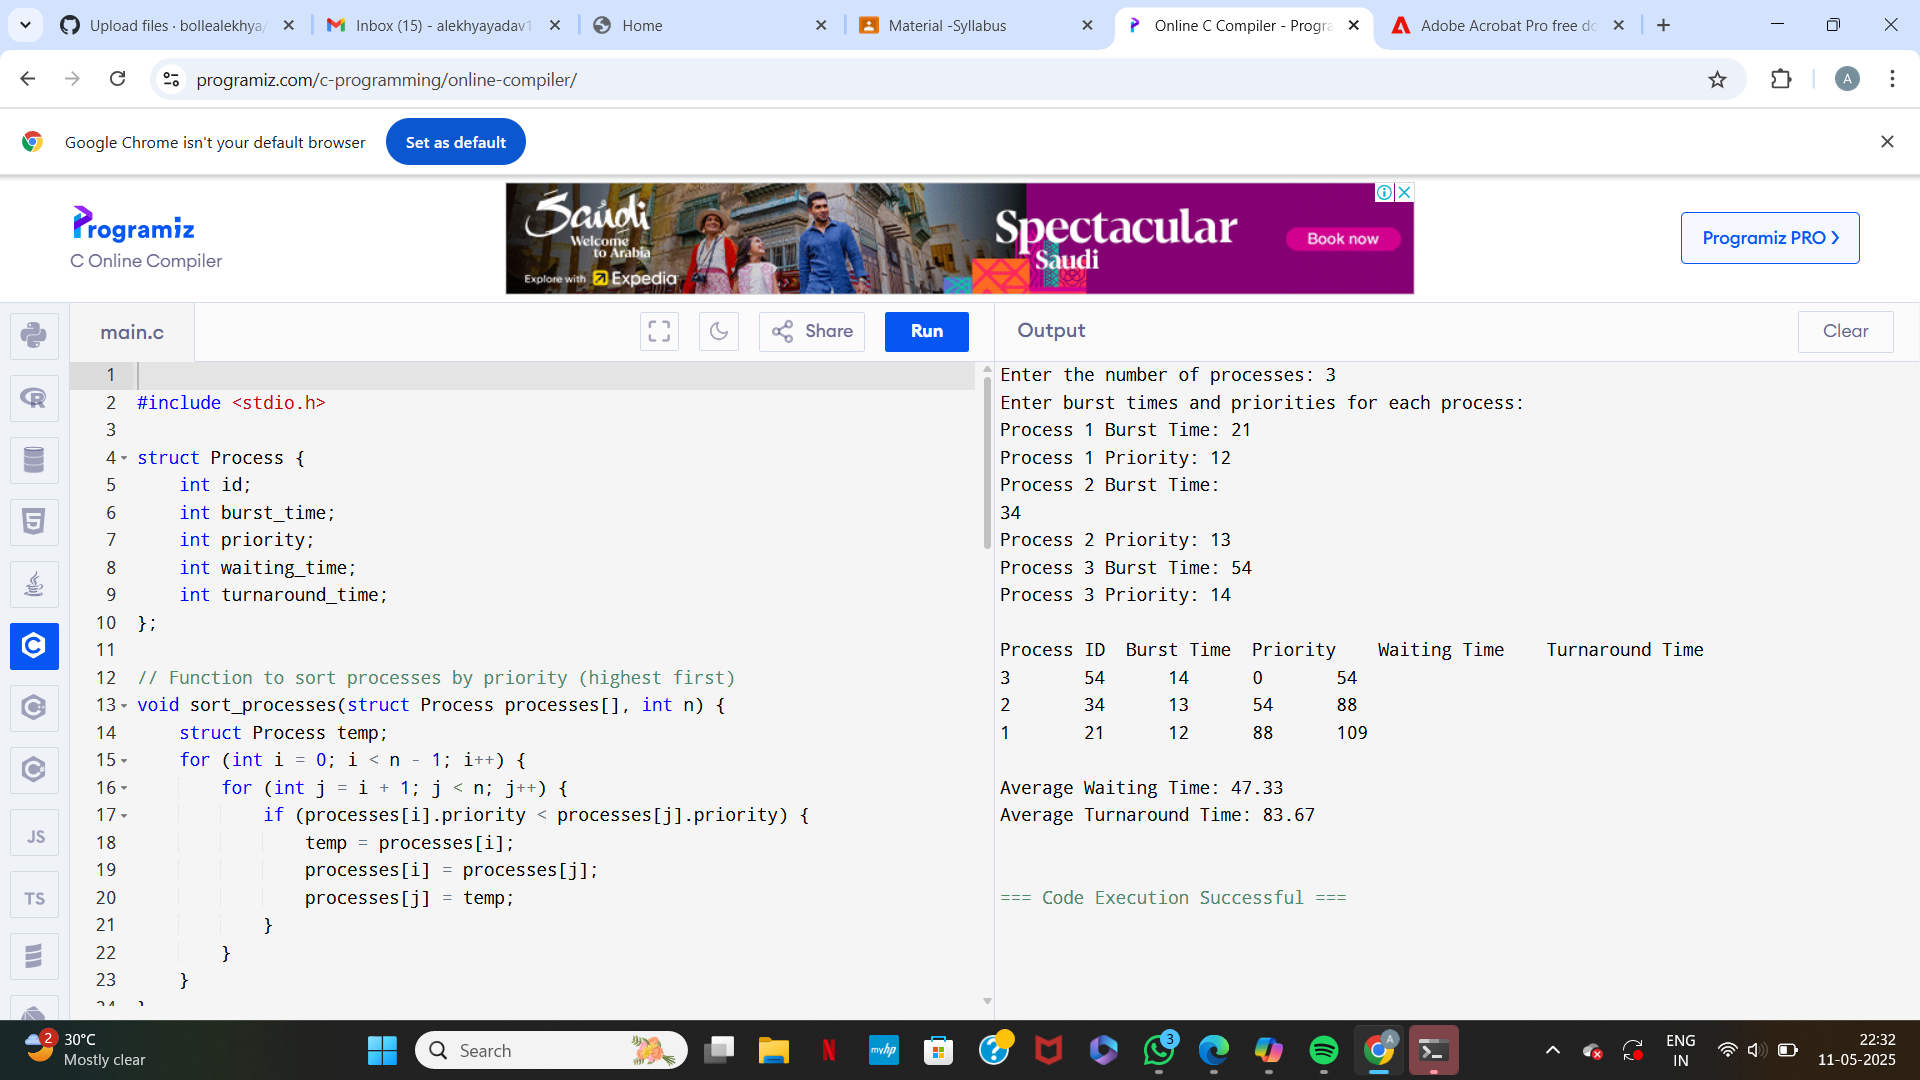 Upload files · bollealekhya/
Inbox (15) - alekhyayadav1
Home
Material -Syllabus
Online C Compiler - Progra
Adobe Acrobat Pro free do
programiz.com/c-programming/online-compiler/
A
Google Chrome isn't your default browser
Set as default
Saudi
Welcome
to Arabia
Explore with Expedia
Spectacular
Saudi
Book now
Programiz
C Online Compiler
Programiz PRO
main.c
Share
Run
Output
Clear
1
2 #include <stdio.h>
3
4 struct Process {
5     int id;
6     int burst_time;
7     int priority;
8     int waiting_time;
9     int turnaround_time;
10 };
11
12 // Function to sort processes by priority (highest first)
13 void sort_processes(struct Process processes[], int n) {
14     struct Process temp;
15     for (int i = 0; i < n - 1; i++) {
16         for (int j = i + 1; j < n; j++) {
17             if (processes[i].priority < processes[j].priority) {
18                 temp = processes[i];
19                 processes[i] = processes[j];
20                 processes[j] = temp;
21             }
22         }
23     }
24 }
JS
TS
Enter the number of processes: 3
Enter burst times and priorities for each process:
Process 1 Burst Time: 21
Process 1 Priority: 12
Process 2 Burst Time:
34
Process 2 Priority: 13
Process 3 Burst Time: 54
Process 3 Priority: 14
Process ID  Burst Time  Priority    Waiting Time    Turnaround Time
3       54      14      0       54
2       34      13      54      88
1       21      12      88      109
Average Waiting Time: 47.33
Average Turnaround Time: 83.67
=== Code Execution Successful ===
2
30°C
Mostly clear
Search
N
myhp
3
A
ENG
IN
22:32
11-05-2025